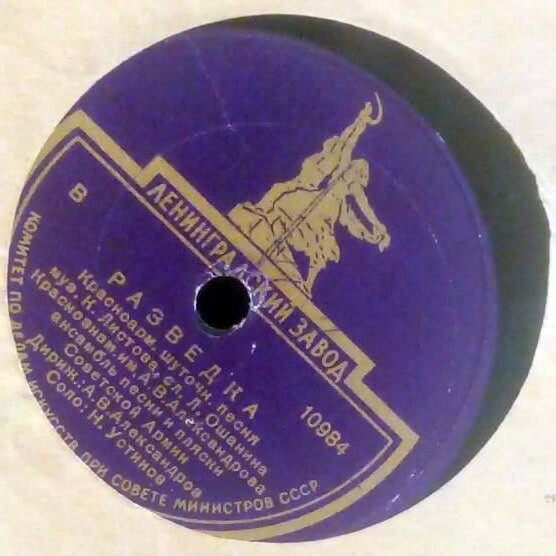 ЛЕНИНГРАДСКИЙ ЗАВОД
В
10984
РАЗВЕДКА
Красноарм. шуточн. песня
муз. К. Листова, сл. Л. Ошанина
Краснознам. им. А. В. Александрова
ансамбль песни и пляски
Советской Армии
Дириж.: А. В. Александров
Соло: Н. Устинов
КОМИТЕТ ПО ДЕЛАМ ИСКУССТВ ПРИ СОВЕТЕ МИНИСТРОВ СССР